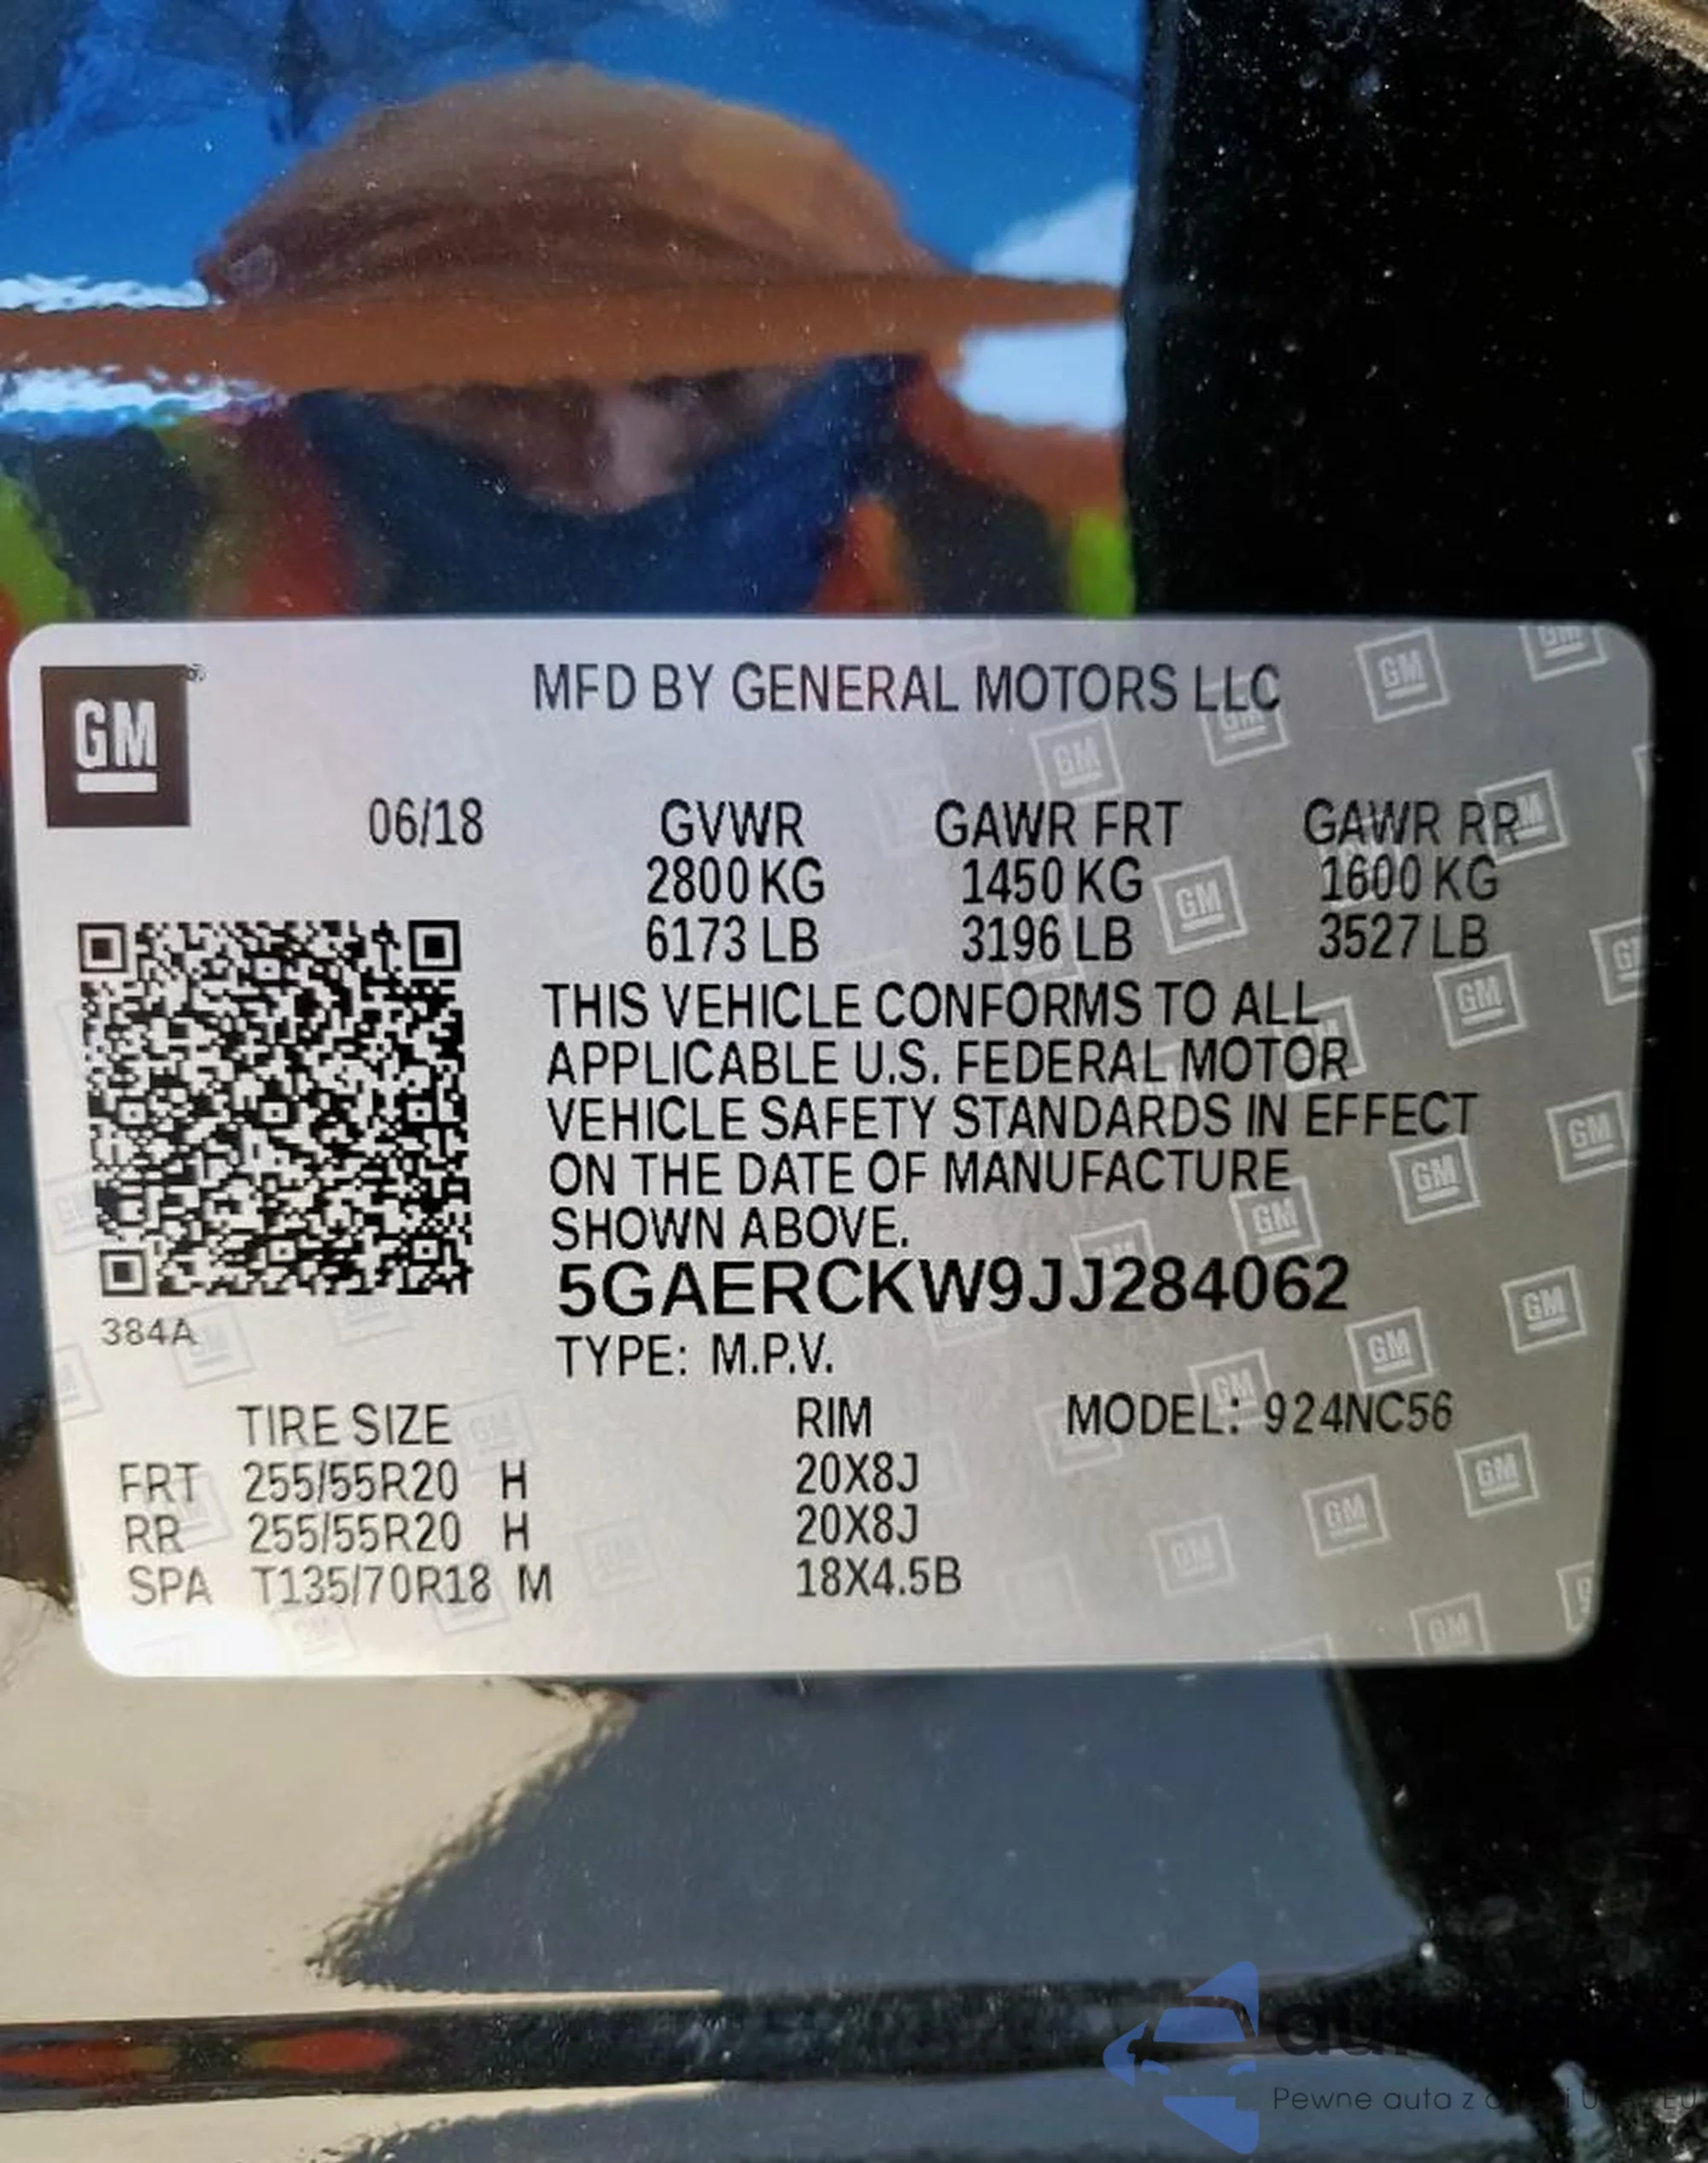 GM
MFD BY GENERAL MOTORS LLC
06/18 GVWR GAWR FRT GAWR RR
2800 KG 1450 KG 1600 KG
6173 LB 3196 LB 3527 LB
THIS VEHICLE CONFORMS TO ALL
APPLICABLE U.S. FEDERAL MOTOR
VEHICLE SAFETY STANDARDS IN EFFECT
ON THE DATE OF MANUFACTURE
SHOWN ABOVE.
5GAERCKW9JJ284062
384A
TYPE: M.P.V.
TIRE SIZE RIM MODEL: 924NC56
FRT 255/55R20 H 20X8J
RR 255/55R20 H 20X8J
SPA T135/70R18 M 18X4.5B
Pewne auta z